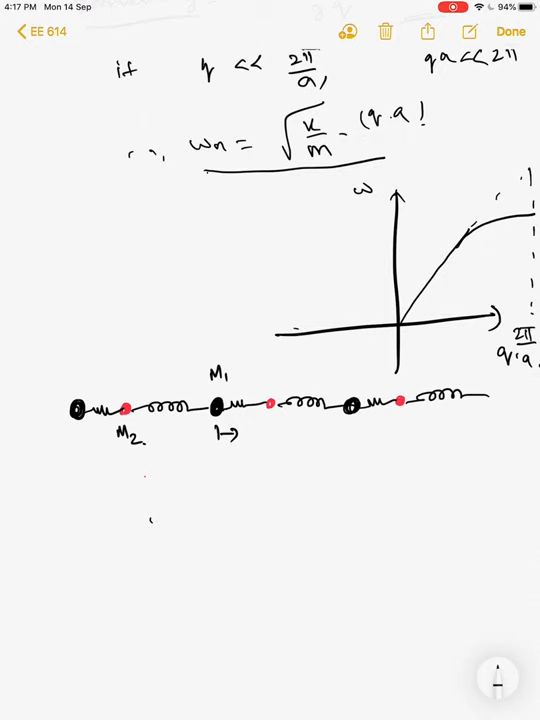 4:17 PM Mon 14 Sep 94%
EE 614 Done
if q << 2π/a, qa << 2π
∴ ωn = √(k/m) · (q.a)
ω
2π
q.a.
M1
M2